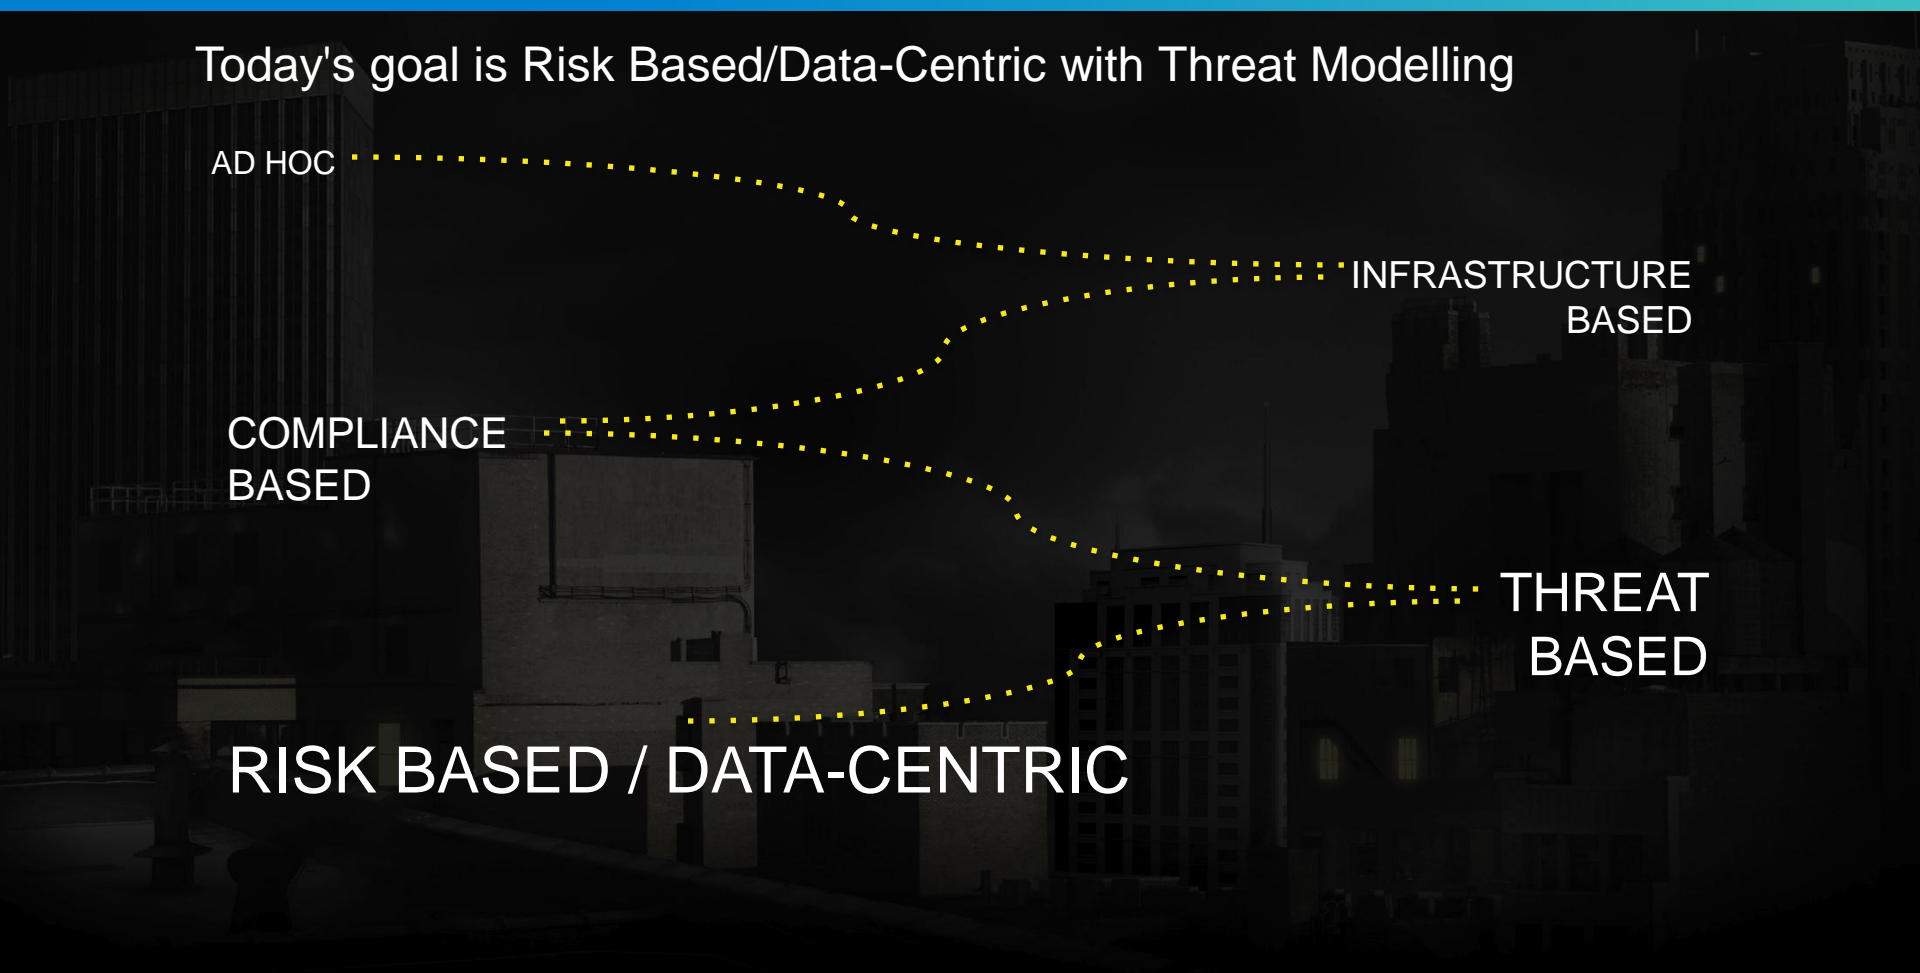 Today's goal is Risk Based/Data-Centric with Threat Modelling
AD HOC
INFRASTRUCTURE
BASED
COMPLIANCE
BASED
THREAT
BASED
RISK BASED / DATA-CENTRIC